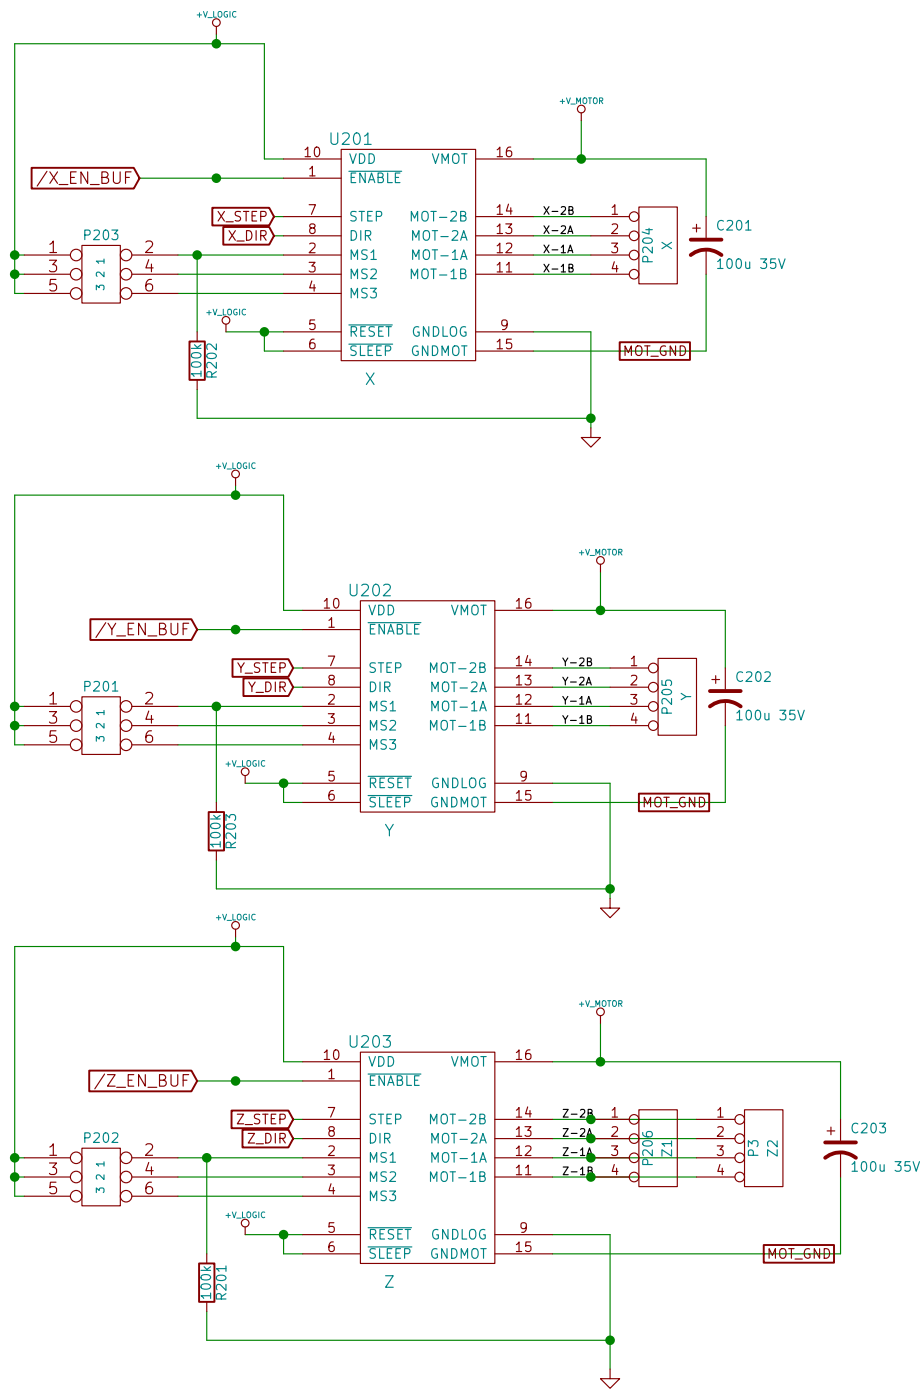 +V_LOGIC
+V_MOTOR
U201
10 VDD VMOT 16
/X_EN_BUF 1 ENABLE
X_STEP 7 STEP MOT-2B 14 X-2B 1
X_DIR 8 DIR MOT-2A 13 X-2A 2
P203
1 2 2 MS1 MOT-1A 12 X-1A 3
3 4 3 MS2 MOT-1B 11 X-1B 4
5 6 4 MS3
3 2 1
P204
X
C201
+
100u 35V
+V_LOGIC
5 RESET GNDLOG 9
6 SLEEP GNDMOT 15 MOT_GND
100k
R202
X
+V_LOGIC
+V_MOTOR
U202
10 VDD VMOT 16
/Y_EN_BUF 1 ENABLE
Y_STEP 7 STEP MOT-2B 14 Y-2B 1
Y_DIR 8 DIR MOT-2A 13 Y-2A 2
P201
1 2 2 MS1 MOT-1A 12 Y-1A 3
3 4 3 MS2 MOT-1B 11 Y-1B 4
5 6 4 MS3
3 2 1
P205
Y
C202
+
100u 35V
+V_LOGIC
5 RESET GNDLOG 9
6 SLEEP GNDMOT 15 MOT_GND
100k
R203
Y
+V_LOGIC
+V_MOTOR
U203
10 VDD VMOT 16
/Z_EN_BUF 1 ENABLE
Z_STEP 7 STEP MOT-2B 14 Z-2B 1 1
Z_DIR 8 DIR MOT-2A 13 Z-2A 2 2
P202
1 2 2 MS1 MOT-1A 12 Z-1A 3 3
3 4 3 MS2 MOT-1B 11 Z-1B 4 4
5 6 4 MS3
3 2 1
P206
Z1
P3
Z2
C203
+
100u 35V
+V_LOGIC
5 RESET GNDLOG 9
6 SLEEP GNDMOT 15 MOT_GND
100k
R201
Z